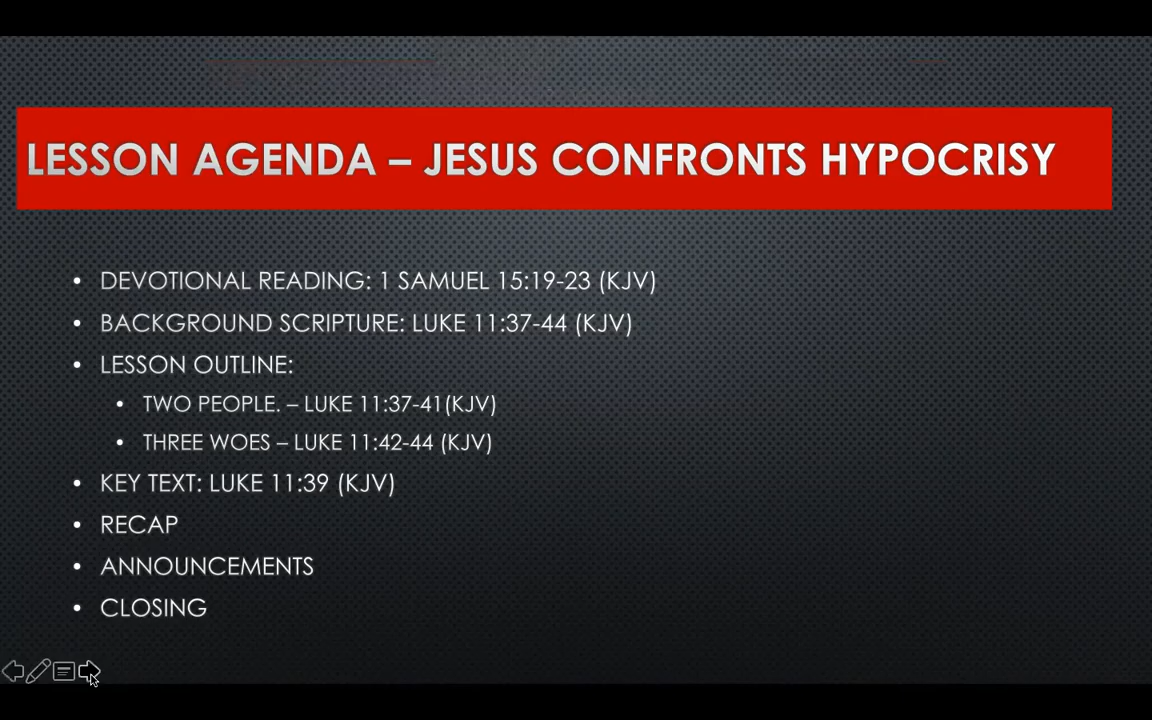 LESSON AGENDA – JESUS CONFRONTS HYPOCRISY
• DEVOTIONAL READING: 1 SAMUEL 15:19-23 (KJV)
• BACKGROUND SCRIPTURE: LUKE 11:37-44 (KJV)
• LESSON OUTLINE:
• TWO PEOPLE. – LUKE 11:37-41(KJV)
• THREE WOES – LUKE 11:42-44 (KJV)
• KEY TEXT: LUKE 11:39 (KJV)
• RECAP
• ANNOUNCEMENTS
• CLOSING